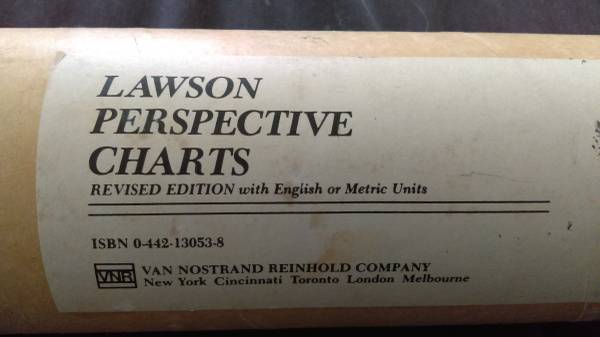 LAWSON
PERSPECTIVE
CHARTS
REVISED EDITION with English or Metric Units
ISBN 0-442-13053-8
VNR VAN NOSTRAND REINHOLD COMPANY
New York Cincinnati Toronto London Melbourne